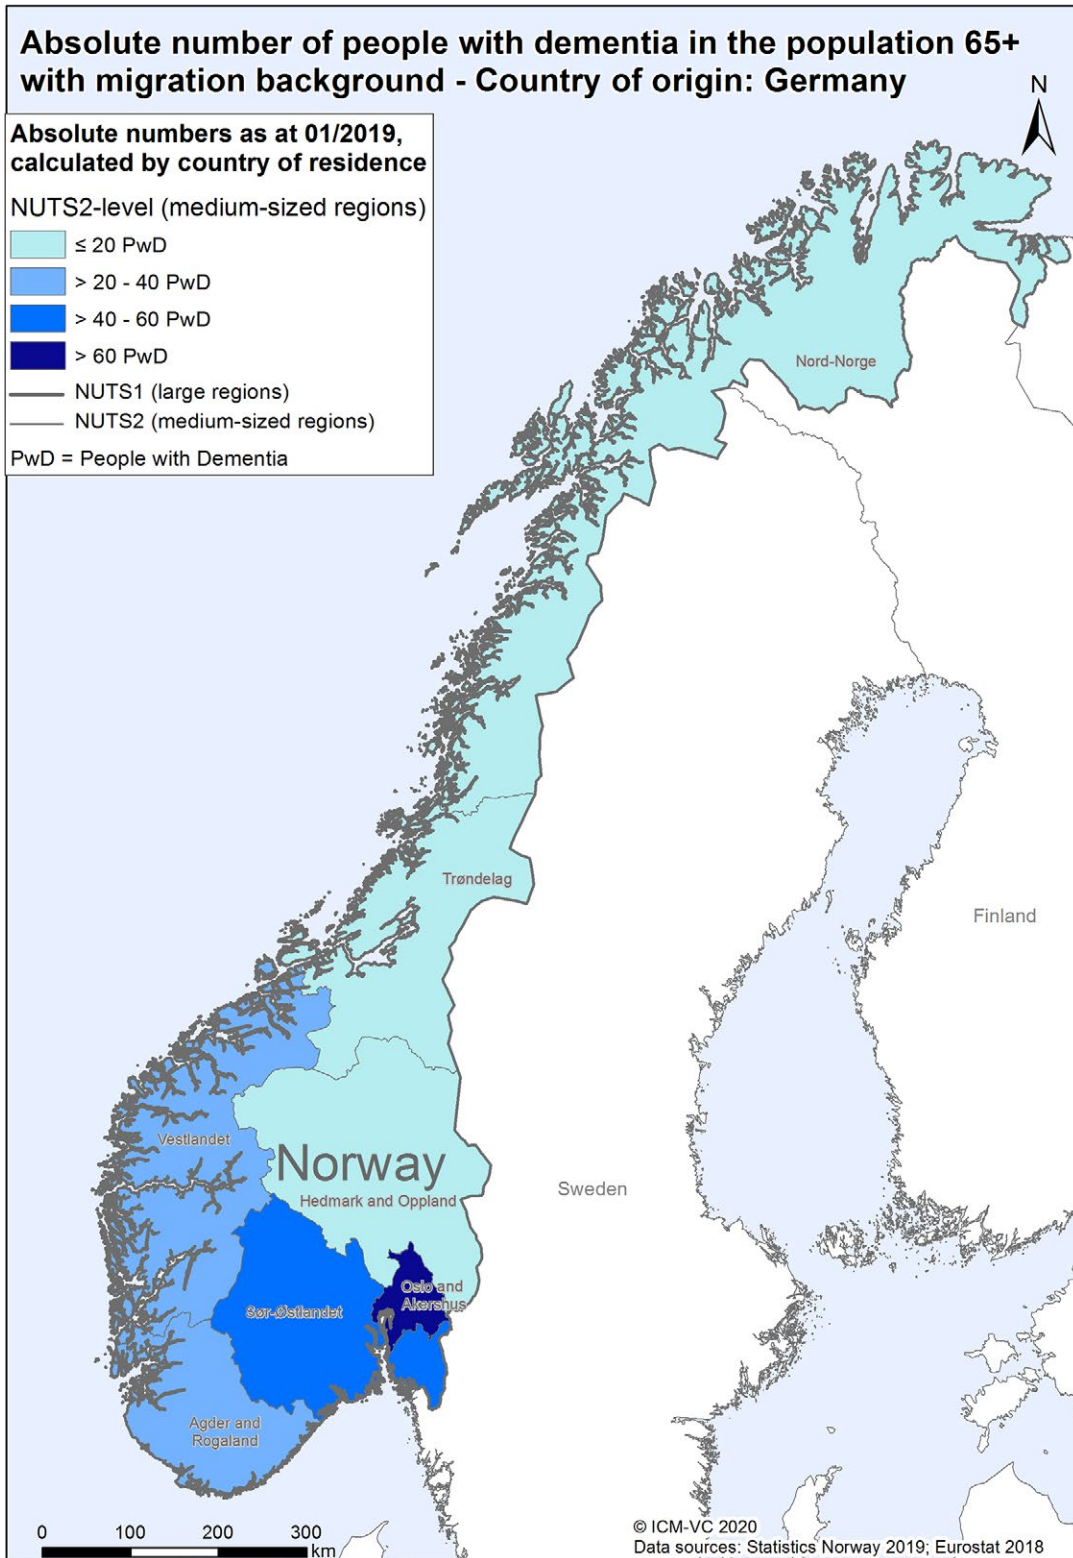 Absolute number of people with dementia in the population 65+
with migration background - Country of origin: Germany
N
Absolute numbers as at 01/2019,
calculated by country of residence
NUTS2-level (medium-sized regions)
≤ 20 PwD
> 20 - 40 PwD
> 40 - 60 PwD
> 60 PwD
NUTS1 (large regions)
NUTS2 (medium-sized regions)
PwD = People with Dementia
Nord-Norge
Trøndelag
Finland
Vestlandet
Norway
Sweden
Hedmark and Oppland
Oslo and
Akershus
Sør-Østlandet
Agder and
Rogaland
0 100 200 300
km
© ICM-VC 2020
Data sources: Statistics Norway 2019; Eurostat 2018